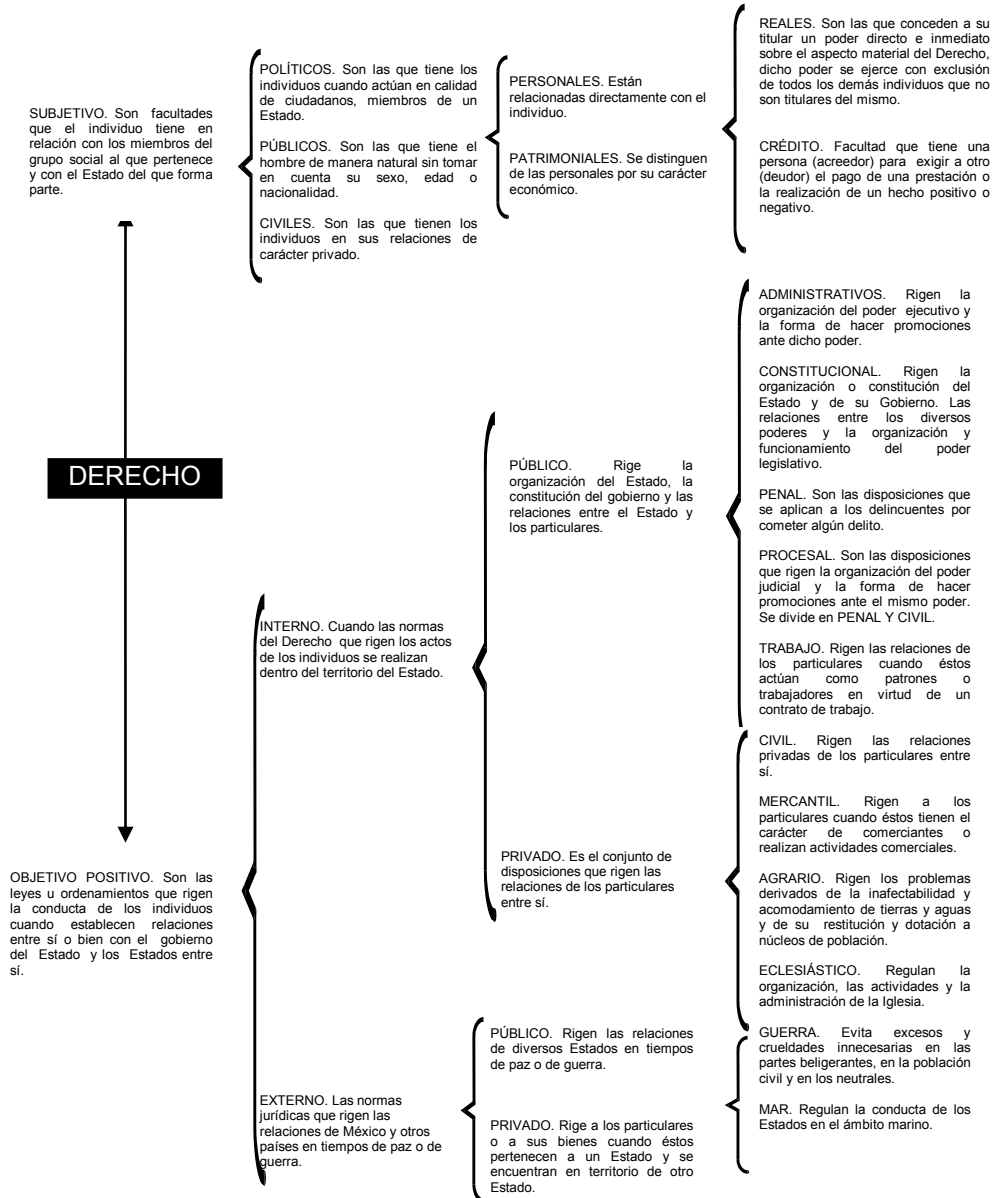 SUBJETIVO. Son facultades
que el individuo tiene en
relación con los miembros del
grupo social al que pertenece
y con el Estado del que forma
parte.
POLÍTICOS. Son las que tiene los
individuos cuando actúan en calidad
de ciudadanos, miembros de un
Estado.
PÚBLICOS. Son las que tiene el
hombre de manera natural sin tomar
en cuenta su sexo, edad o
nacionalidad.
CIVILES. Son las que tienen los
individuos en sus relaciones de
carácter privado.
PERSONALES. Están
relacionadas directamente con el
individuo.
PATRIMONIALES. Se distinguen
de las personales por su carácter
económico.
REALES. Son las que conceden a su
titular un poder directo e inmediato
sobre el aspecto material del Derecho,
dicho poder se ejerce con exclusión
de todos los demás individuos que no
son titulares del mismo.
CRÉDITO. Facultad que tiene una
persona (acreedor) para exigir a otro
(deudor) el pago de una prestación o
la realización de un hecho positivo o
negativo.
DERECHO
OBJETIVO POSITIVO. Son las
leyes u ordenamientos que rigen
la conducta de los individuos
cuando establecen relaciones
entre sí o bien con el gobierno
del Estado y los Estados entre
sí.
INTERNO. Cuando las normas
del Derecho que rigen los actos
de los individuos se realizan
dentro del territorio del Estado.
PÚBLICO. Rige la
organización del Estado, la
constitución del gobierno y las
relaciones entre el Estado y
los particulares.
ADMINISTRATIVOS. Rigen la
organización del poder ejecutivo y
la forma de hacer promociones
ante dicho poder.
CONSTITUCIONAL. Rigen la
organización o constitución del
Estado y de su Gobierno. Las
relaciones entre los diversos
poderes y la organización y
funcionamiento del poder
legislativo.
PENAL. Son las disposiciones que
se aplican a los delincuentes por
cometer algún delito.
PROCESAL. Son las disposiciones
que rigen la organización del poder
judicial y la forma de hacer
promociones ante el mismo poder.
Se divide en PENAL Y CIVIL.
TRABAJO. Rigen las relaciones de
los particulares cuando éstos
actúan como patrones o
trabajadores en virtud de un
contrato de trabajo.
PRIVADO. Es el conjunto de
disposiciones que rigen las
relaciones de los particulares
entre sí.
CIVIL. Rigen las relaciones
privadas de los particulares entre
sí.
MERCANTIL. Rigen a los
particulares cuando éstos tienen el
carácter de comerciantes o
realizan actividades comerciales.
AGRARIO. Rigen los problemas
derivados de la inafectabilidad y
acomodamiento de tierras y aguas
y de su restitución y dotación a
núcleos de población.
ECLESIÁSTICO. Regulan la
organización, las actividades y la
administración de la Iglesia.
EXTERNO. Las normas
jurídicas que rigen las
relaciones de México y otros
países en tiempos de paz o de
guerra.
PÚBLICO. Rigen las relaciones
de diversos Estados en tiempos
de paz o de guerra.
PRIVADO. Rige a los particulares
o a sus bienes cuando éstos
pertenecen a un Estado y se
encuentran en territorio de otro
Estado.
GUERRA. Evita excesos y
crueldades innecesarias en las
partes beligerantes, en la población
civil y en los neutrales.
MAR. Regulan la conducta de los
Estados en el ámbito marino.